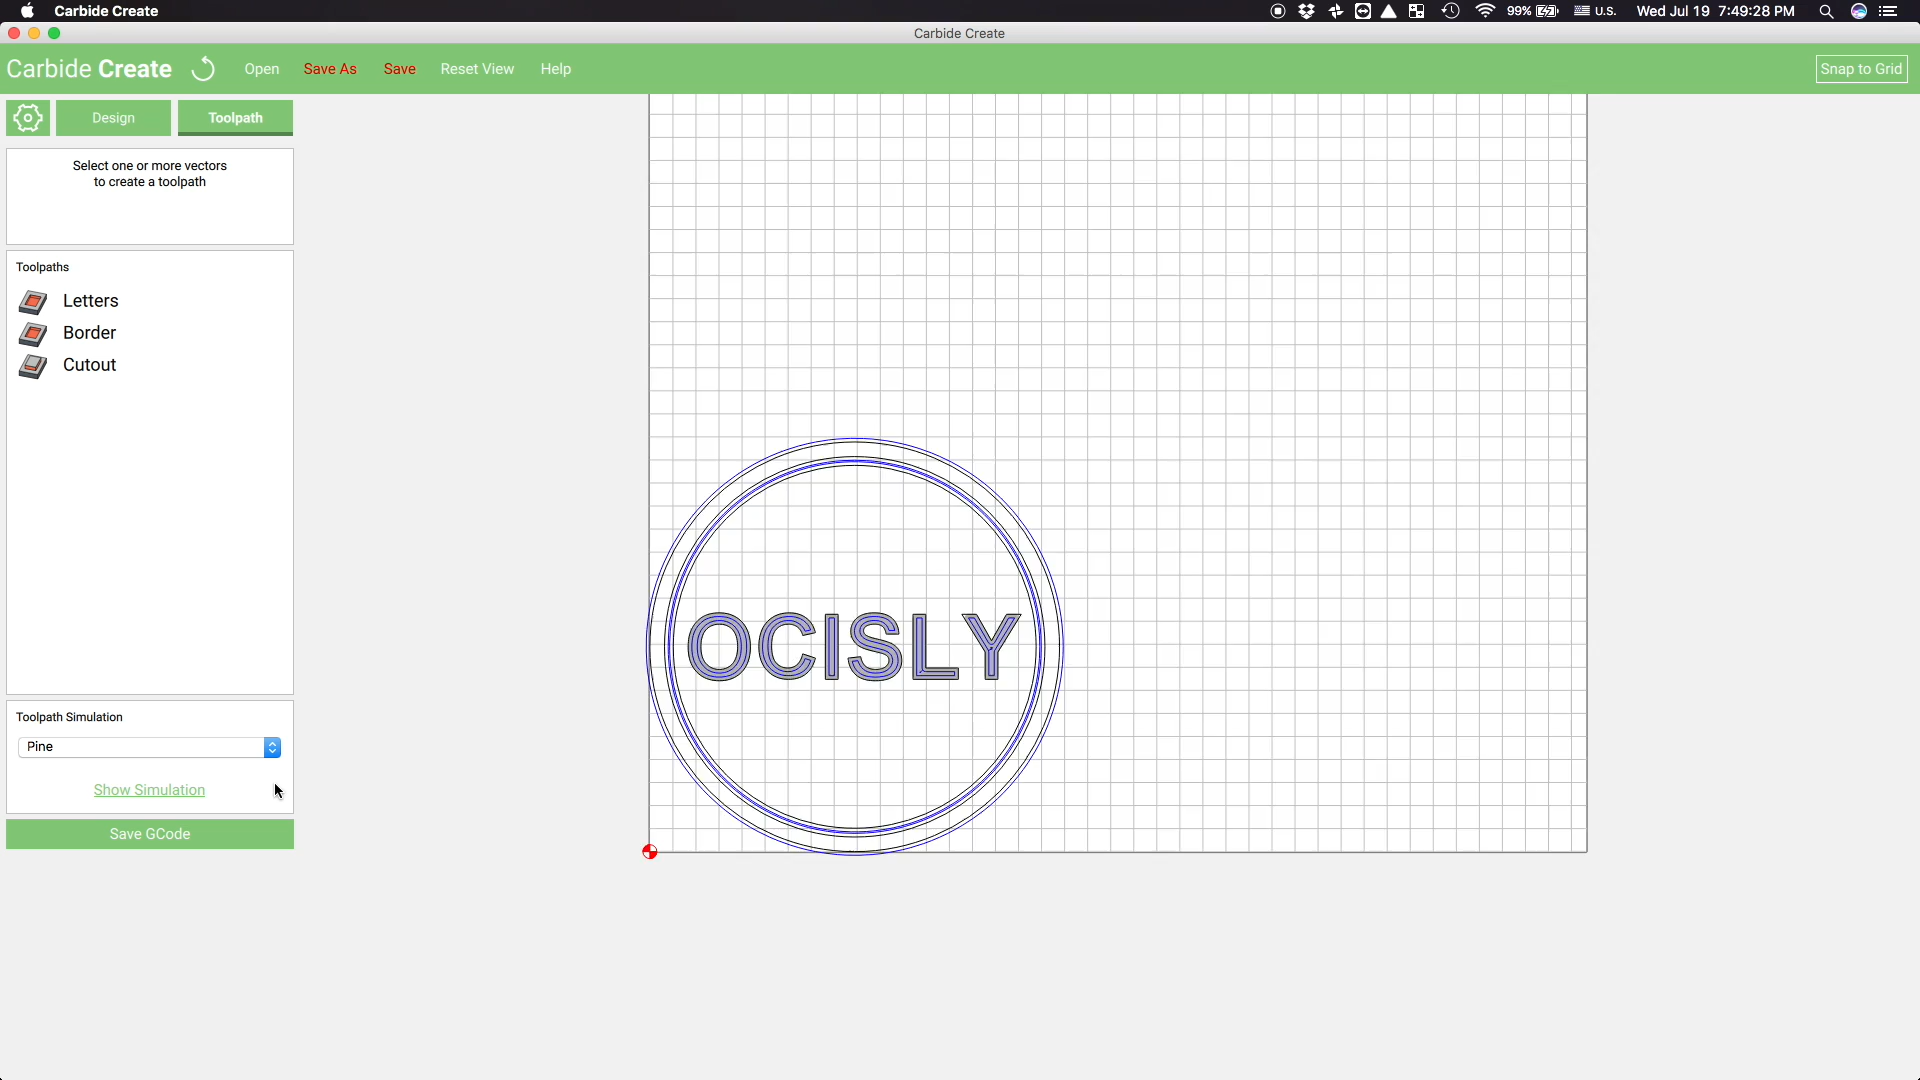 Carbide Create
99%
U.S.
Wed Jul 19 7:49:28 PM
Carbide Create
Carbide Create
Open
Save As
Save
Reset View
Help
Snap to Grid
Design
Toolpath
Select one or more vectors
to create a toolpath
Toolpaths
Letters
Border
Cutout
OCISLY
Toolpath Simulation
Pine
Show Simulation
Save GCode